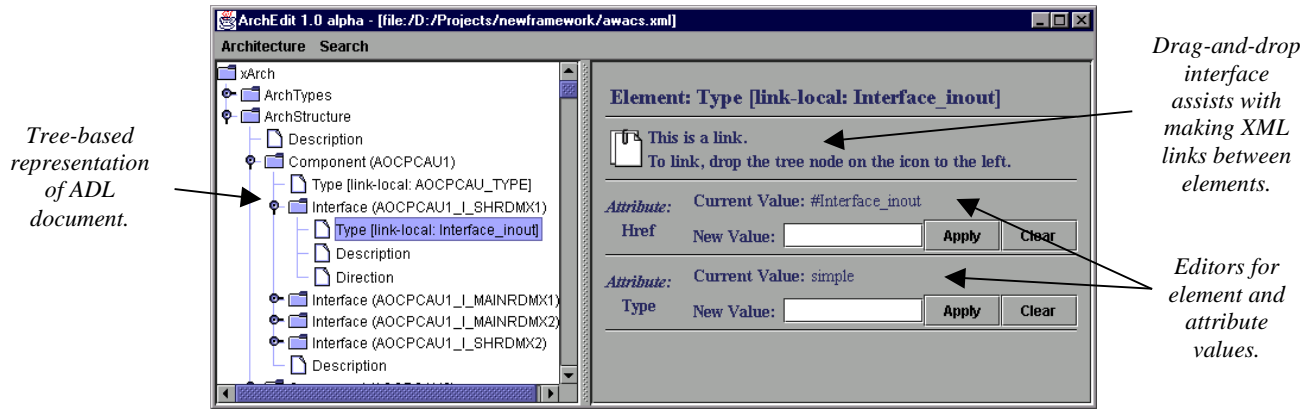 ArchEdit 1.0 alpha - [file:/D:/Projects/newframework/awacs.xml]
Architecture Search
xArch
ArchTypes
ArchStructure
Description
Component (AOCPCAU1)
Type [link-local: AOCPCAU_TYPE]
Interface (AOCPCAU1_I_SHRDMX1)
Type [link-local: Interface_inout]
Description
Direction
Interface (AOCPCAU1_I_MAINRDMX1)
Interface (AOCPCAU1_I_MAINRDMX2)
Interface (AOCPCAU1_I_SHRDMX2)
Description
Element: Type [link-local: Interface_inout]
This is a link.
To link, drop the tree node on the icon to the left.
Attribute:
Href
Current Value: #Interface_inout
New Value:
Apply
Clear
Attribute:
Type
Current Value: simple
New Value:
Apply
Clear
Tree-based
representation
of ADL
document.
Drag-and-drop
interface
assists with
making XML
links between
elements.
Editors for
element and
attribute
values.